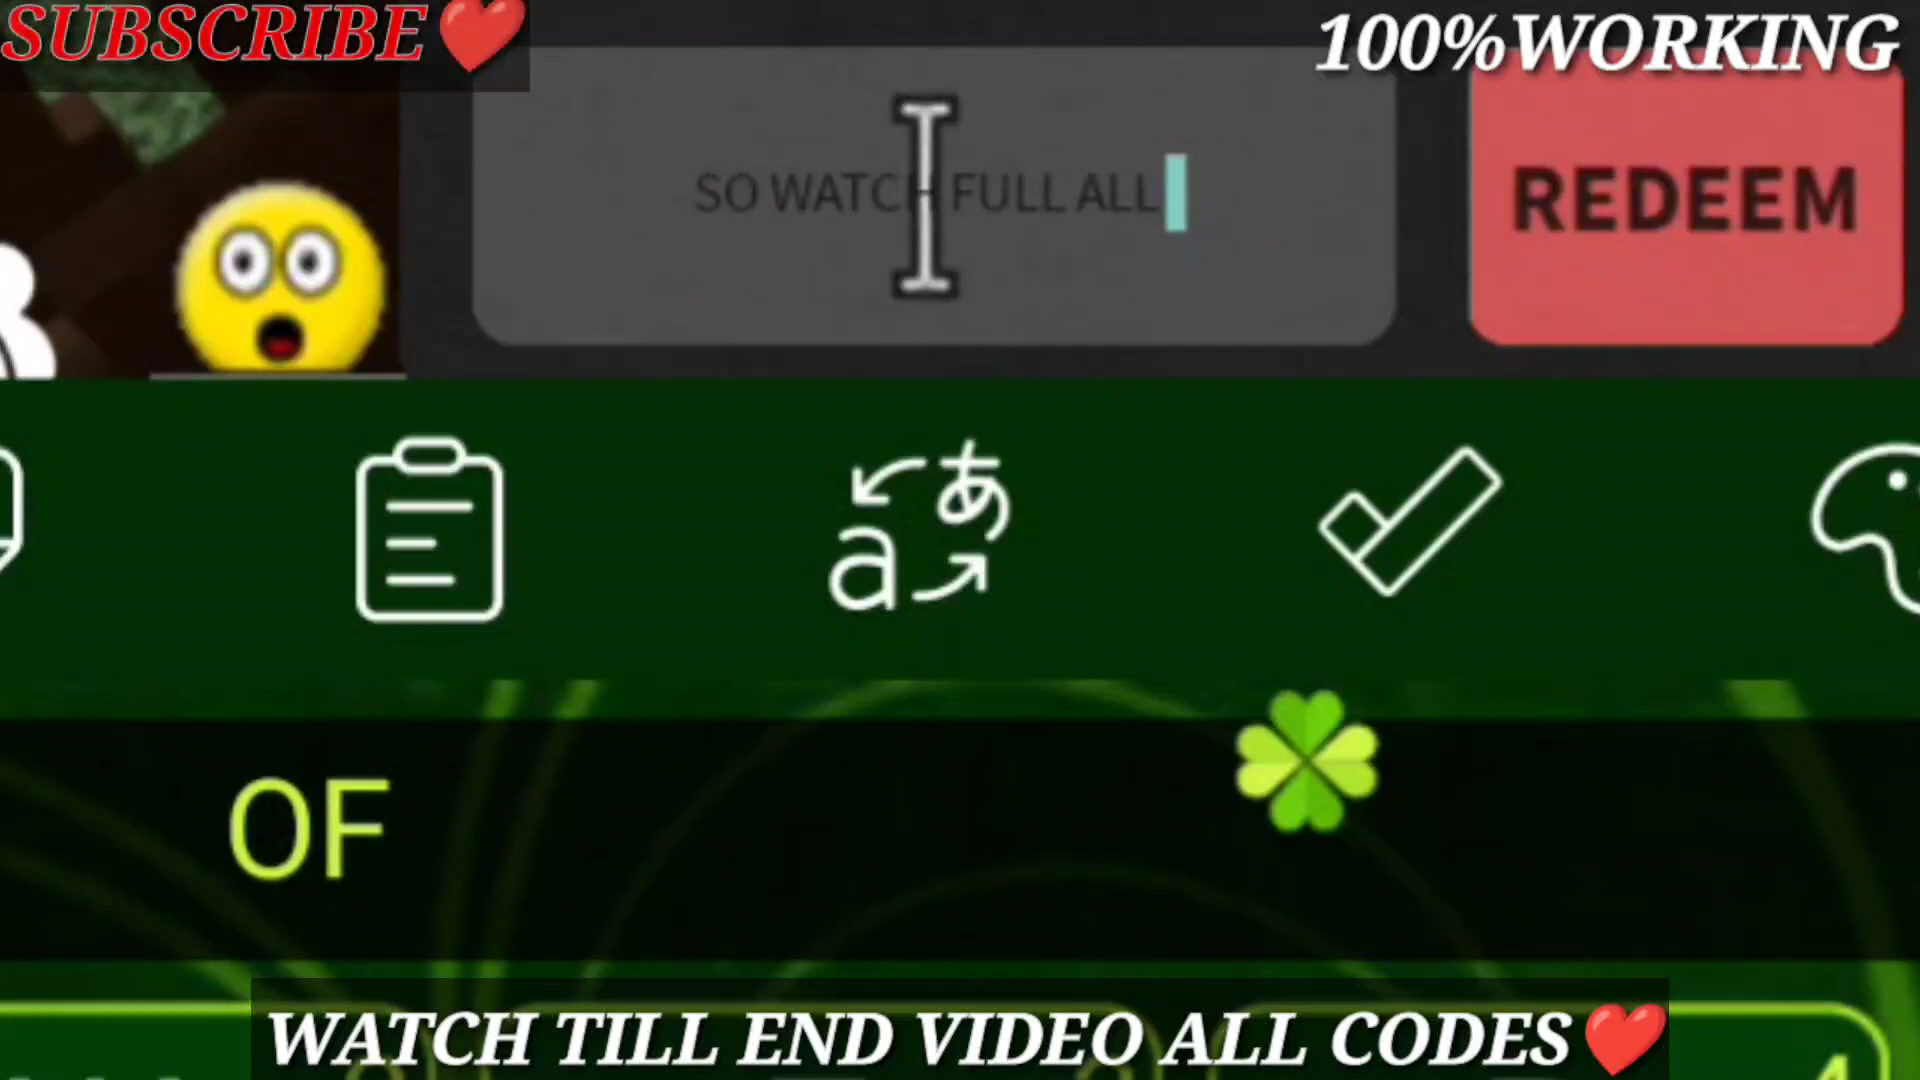 SUBSCRIBE❤️
100%WORKING
SO WATCH FULL ALL
REDEEM
OF
WATCH TILL END VIDEO ALL CODES❤️